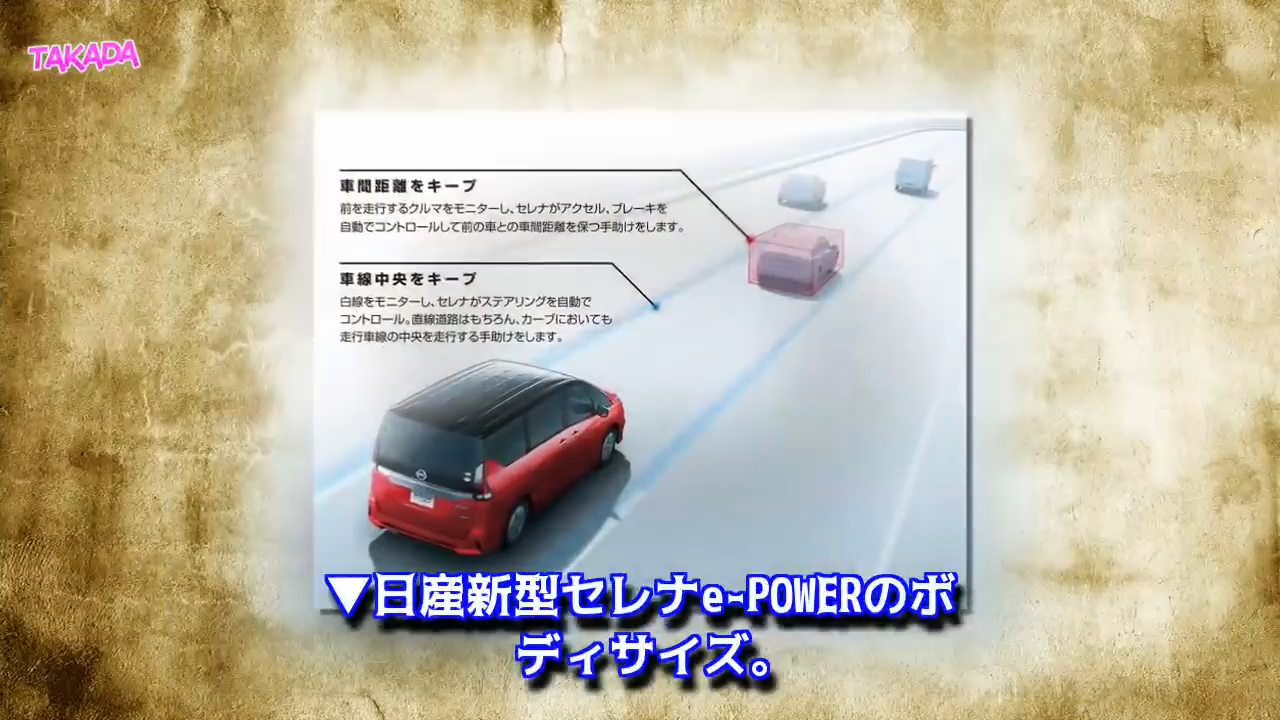 TAKADA
車間距離をキープ
前を走行するクルマをモニターし、セレナがアクセル、ブレーキを
自動でコントロールして前の車との車間距離を保つ手助けをします。
車線中央をキープ
白線をモニターし、セレナがステアリングを自動で
コントロール。直線道路はもちろん、カーブにおいても
走行車線の中央を走行する手助けをします。
▼日産新型セレナe-POWERのボ
ディサイズ。